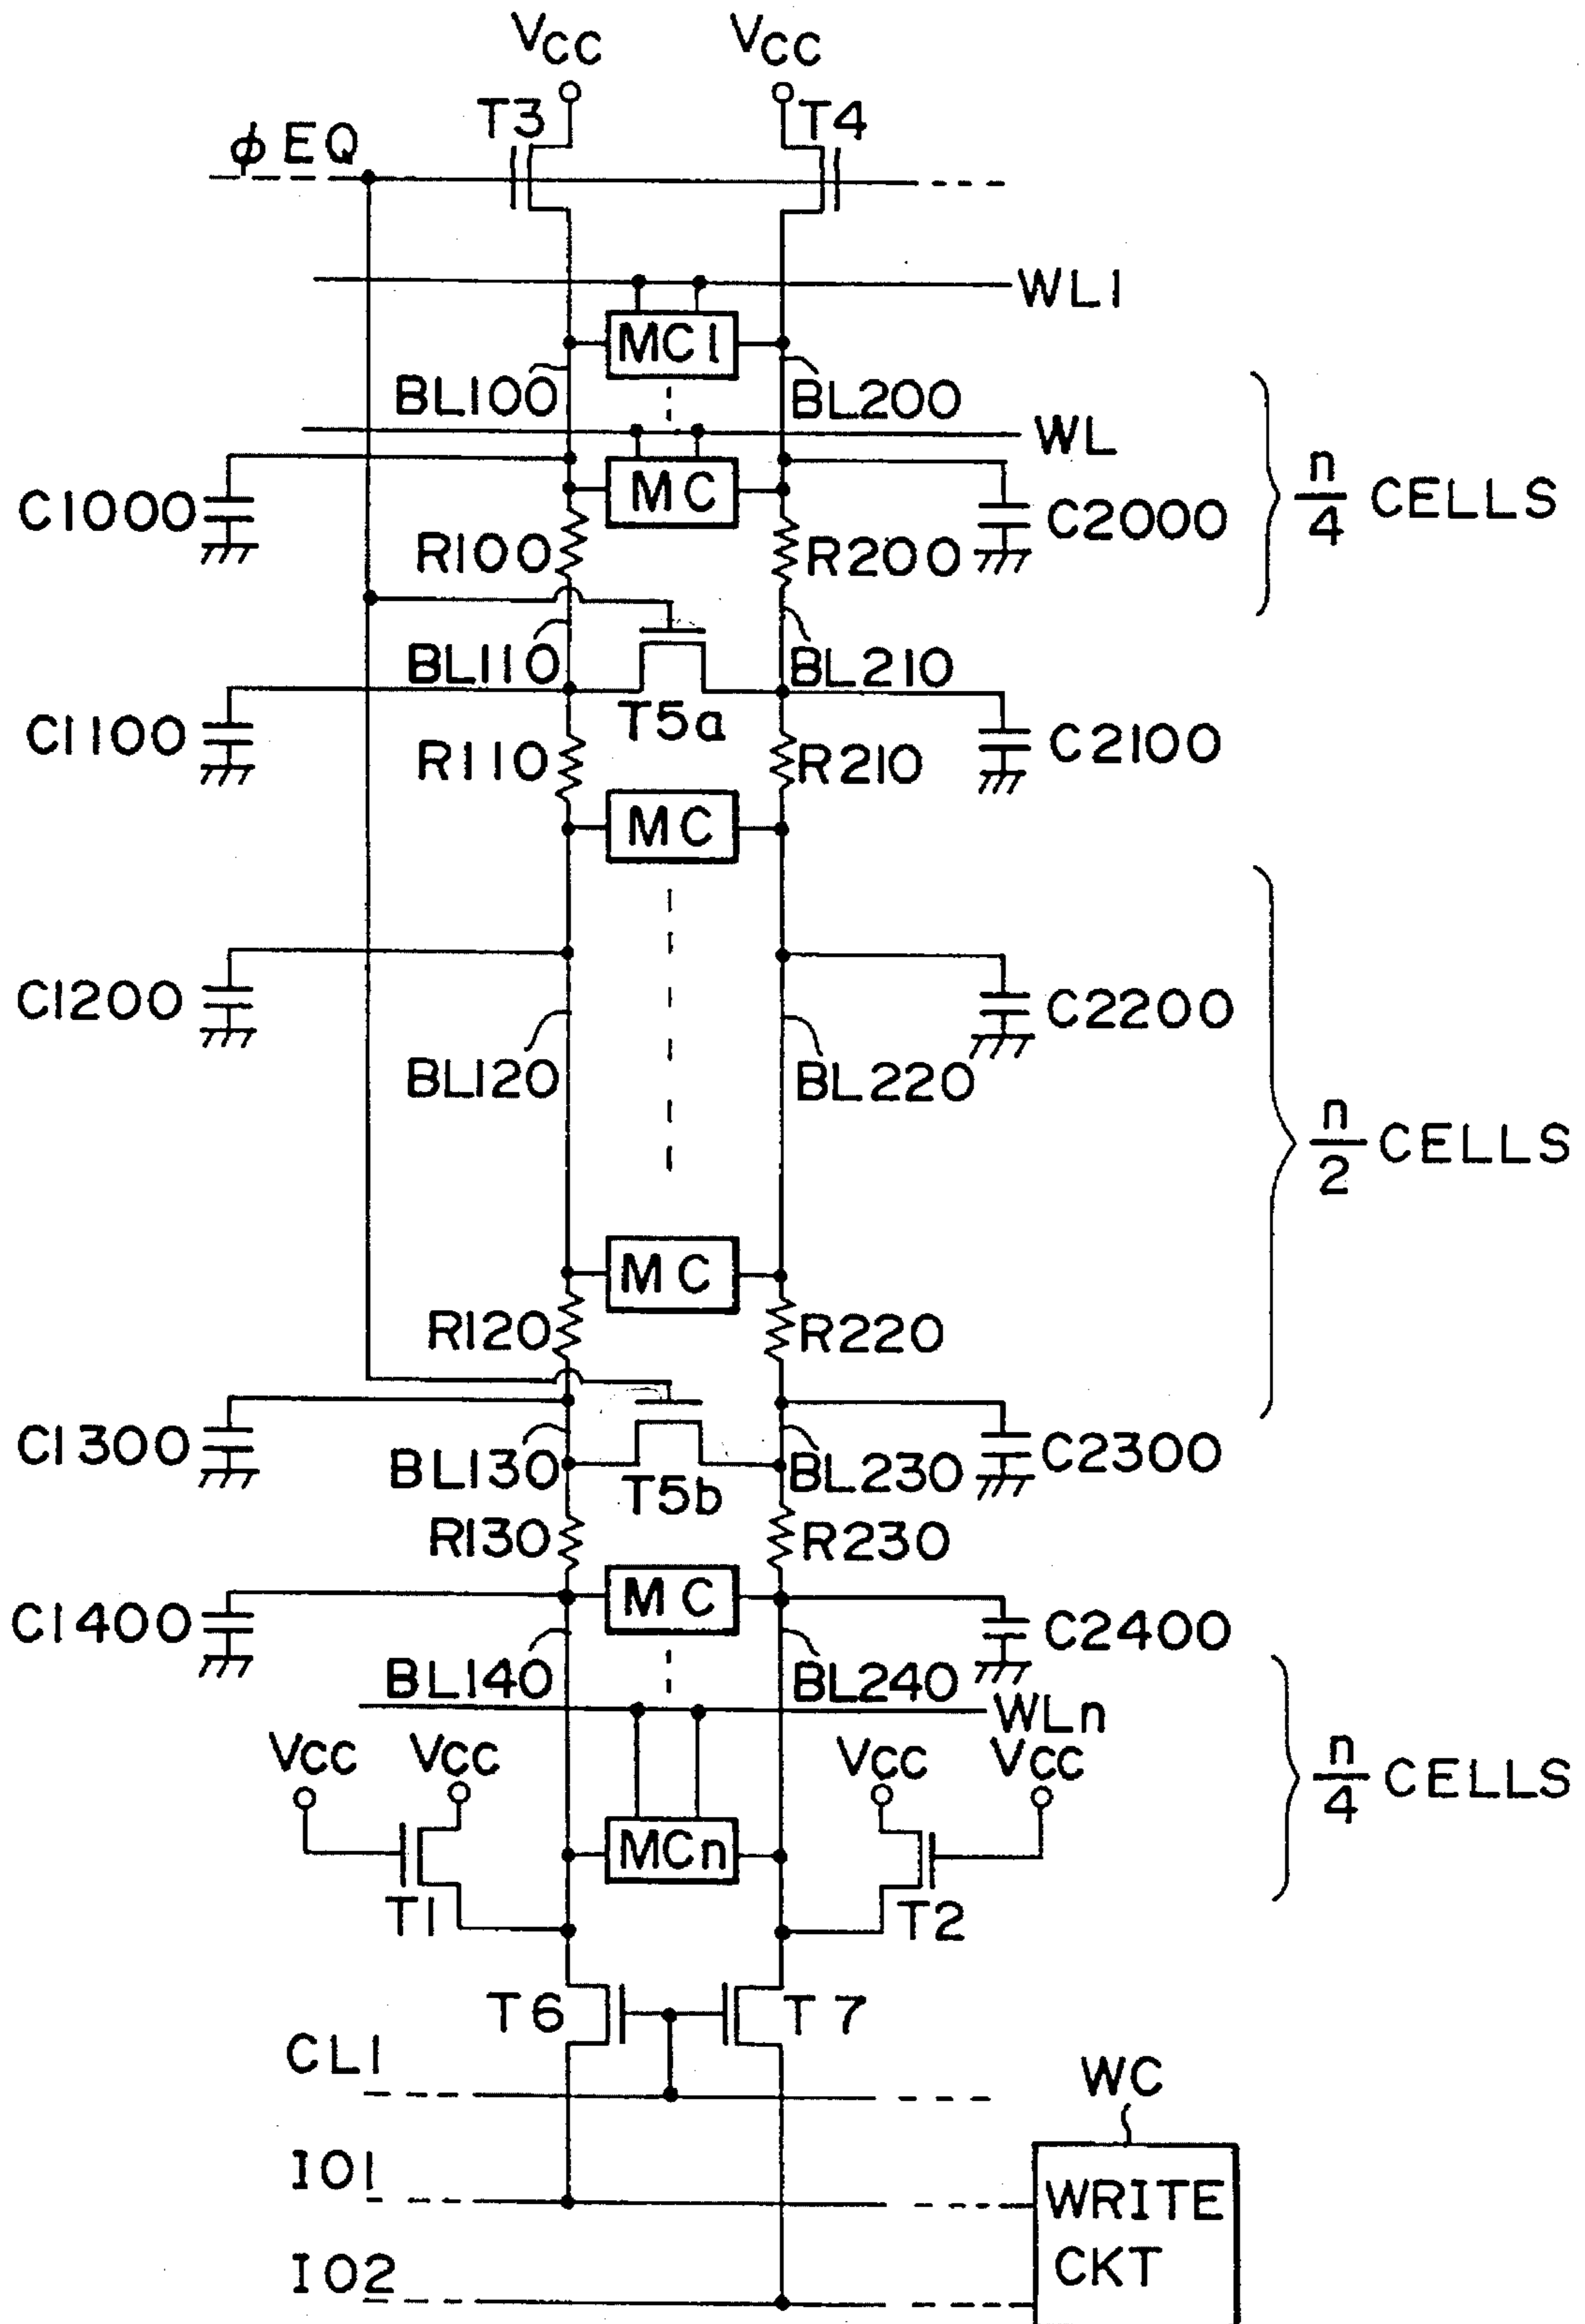 VCC VCC
T3 T4
φEQ
WL1
MC1
BL100 BL200
WL
MC
C1000 C2000
n/4 CELLS
R100 R200
BL110 BL210
T5a
C1100 C2100
R110 R210
MC
C1200 C2200
BL120 BL220
n/2 CELLS
MC
R120 R220
C1300 C2300
BL130 BL230
T5b
R130 R230
MC
C1400 C2400
BL140 BL240
WLn
VCC VCC VCC VCC
n/4 CELLS
MCn
T1 T2
T6 T7
CL1
WC
IO1
WRITE
CKT
IO2